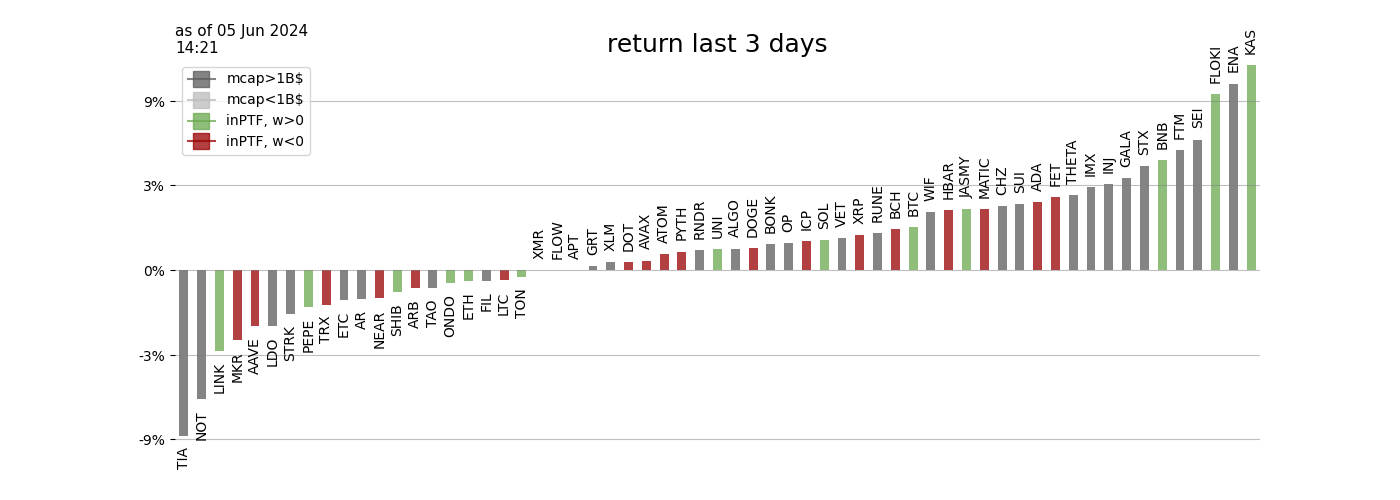 as of 05 Jun 2024
14:21
return last 3 days
mcap>1B$
mcap<1B$
inPTF, w>0
inPTF, w<0
9%
3%
0%
-3%
-9%
TIA
NOT
LINK
MKR
AAVE
LDO
STRK
PEPE
TRX
ETC
AR
NEAR
SHIB
ARB
TAO
ONDO
ETH
FIL
LTC
TON
XMR
FLOW
APT
GRT
XLM
DOT
AVAX
ATOM
PYTH
RNDR
UNI
ALGO
DOGE
BONK
OP
ICP
SOL
VET
XRP
RUNE
BCH
BTC
WIF
HBAR
JASMY
MATIC
CHZ
SUI
ADA
FET
THETA
IMX
INJ
GALA
STX
BNB
FTM
SEI
FLOKI
ENA
KAS